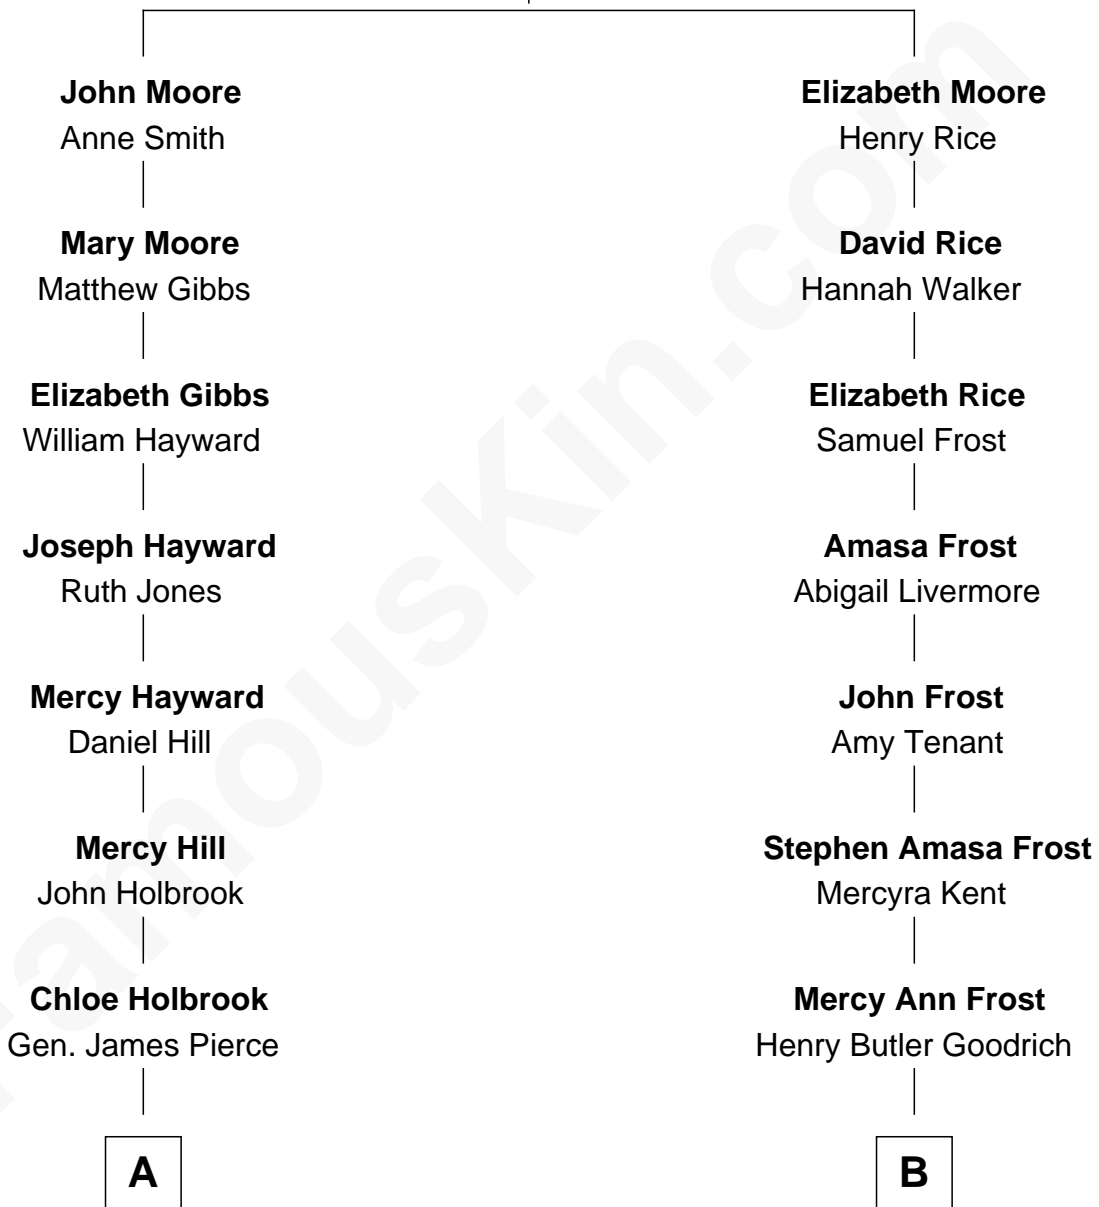 John Moore
Anne Smith
Mary Moore
Matthew Gibbs
Elizabeth Gibbs
William Hayward
Joseph Hayward
Ruth Jones
Mercy Hayward
Daniel Hill
Mercy Hill
John Holbrook
Chloe Holbrook
Gen. James Pierce
A
Elizabeth Moore
Henry Rice
David Rice
Hannah Walker
Elizabeth Rice
Samuel Frost
Amasa Frost
Abigail Livermore
John Frost
Amy Tenant
Stephen Amasa Frost
Mercyra Kent
Mercy Ann Frost
Henry Butler Goodrich
B
FamousKin.com